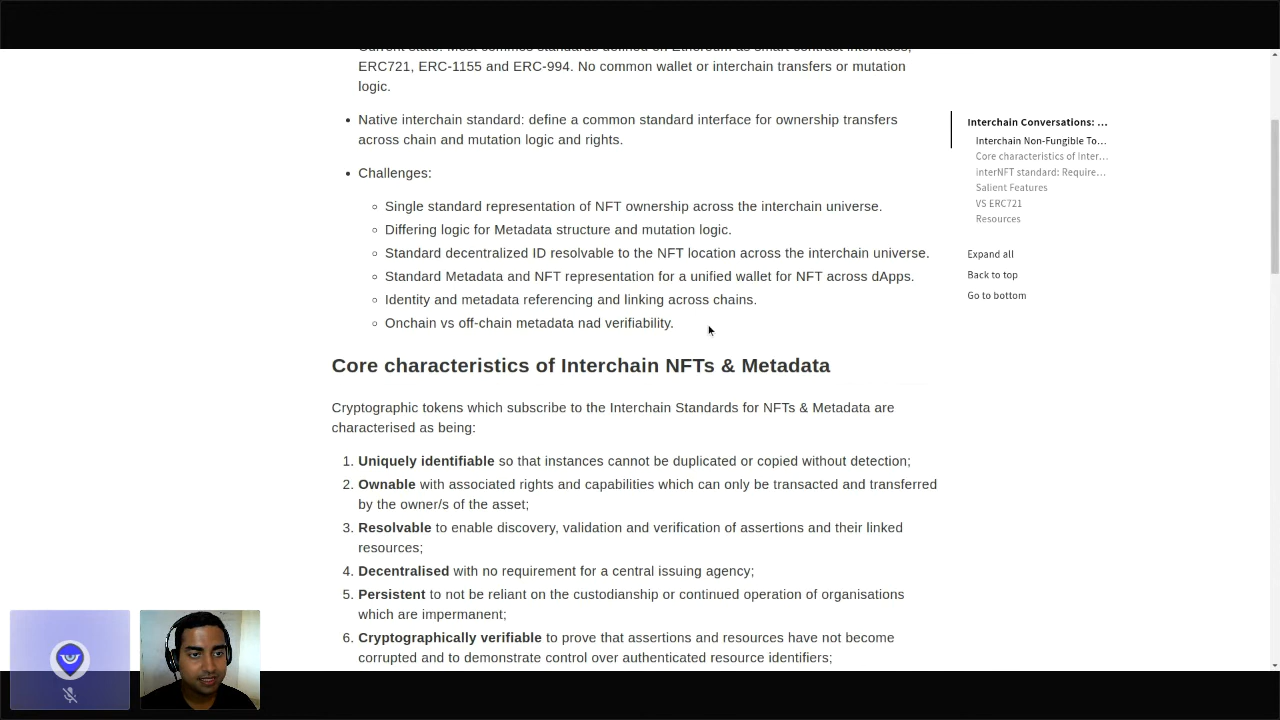 Current state: Most common standards defined on Ethereum as smart contract interfaces,
ERC721, ERC-1155 and ERC-994. No common wallet or interchain transfers or mutation
logic.
• Native interchain standard: define a common standard interface for ownership transfers
across chain and mutation logic and rights.
• Challenges:
◦ Single standard representation of NFT ownership across the interchain universe.
◦ Differing logic for Metadata structure and mutation logic.
◦ Standard decentralized ID resolvable to the NFT location across the interchain universe.
◦ Standard Metadata and NFT representation for a unified wallet for NFT across dApps.
◦ Identity and metadata referencing and linking across chains.
◦ Onchain vs off-chain metadata nad verifiability.
Core characteristics of Interchain NFTs & Metadata
Cryptographic tokens which subscribe to the Interchain Standards for NFTs & Metadata are
characterised as being:
1. Uniquely identifiable so that instances cannot be duplicated or copied without detection;
2. Ownable with associated rights and capabilities which can only be transacted and transferred
by the owner/s of the asset;
3. Resolvable to enable discovery, validation and verification of assertions and their linked
resources;
4. Decentralised with no requirement for a central issuing agency;
5. Persistent to not be reliant on the custodianship or continued operation of organisations
which are impermanent;
6. Cryptographically verifiable to prove that assertions and resources have not become
corrupted and to demonstrate control over authenticated resource identifiers;
Interchain Conversations: ...
Interchain Non-Fungible To...
Core characteristics of Inter...
interNFT standard: Require...
Salient Features
VS ERC721
Resources
Expand all
Back to top
Go to bottom